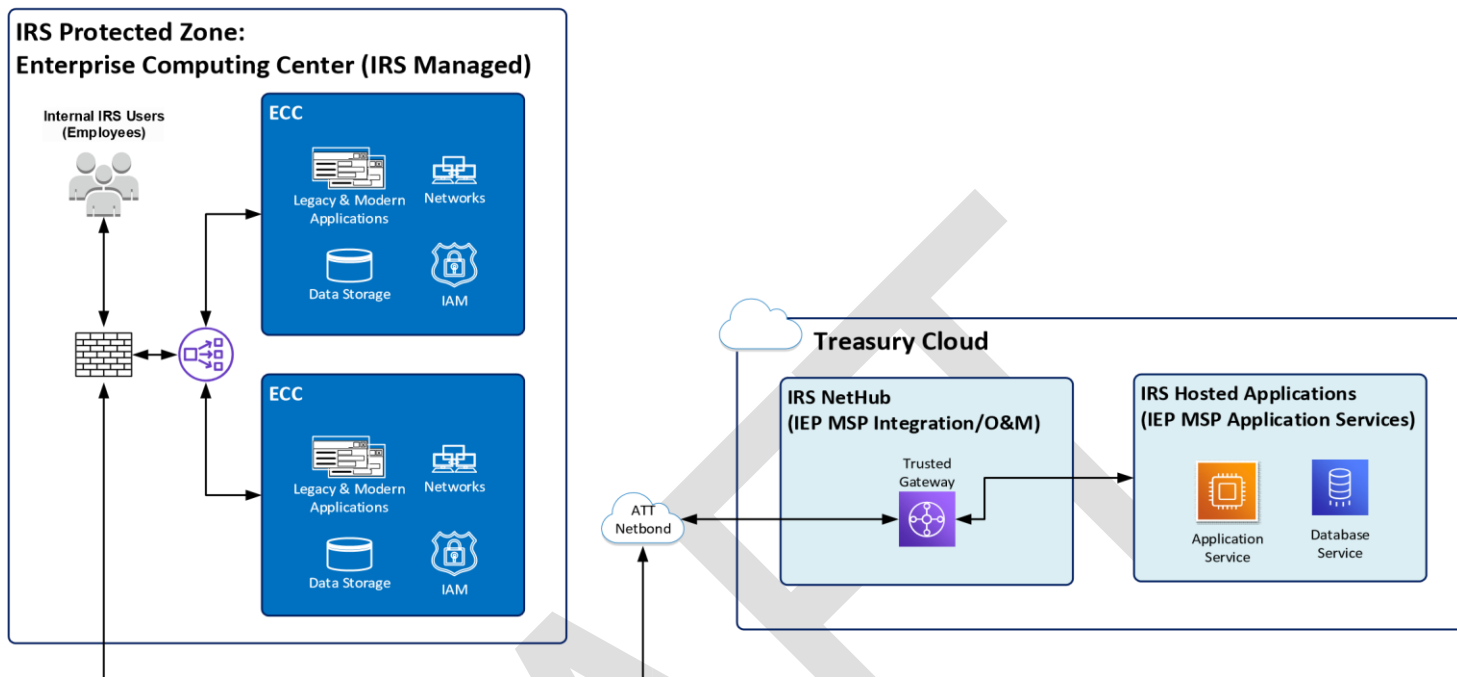 IRS Protected Zone:
Enterprise Computing Center (IRS Managed)
Internal IRS Users
(Employees)
ECC
Legacy & Modern
Applications
Networks
Data Storage
IAM
ECC
Legacy & Modern
Applications
Networks
Data Storage
IAM
ATT
Netbond
Treasury Cloud
IRS NetHub
(IEP MSP Integration/O&M)
Trusted
Gateway
IRS Hosted Applications
(IEP MSP Application Services)
Application
Service
Database
Service